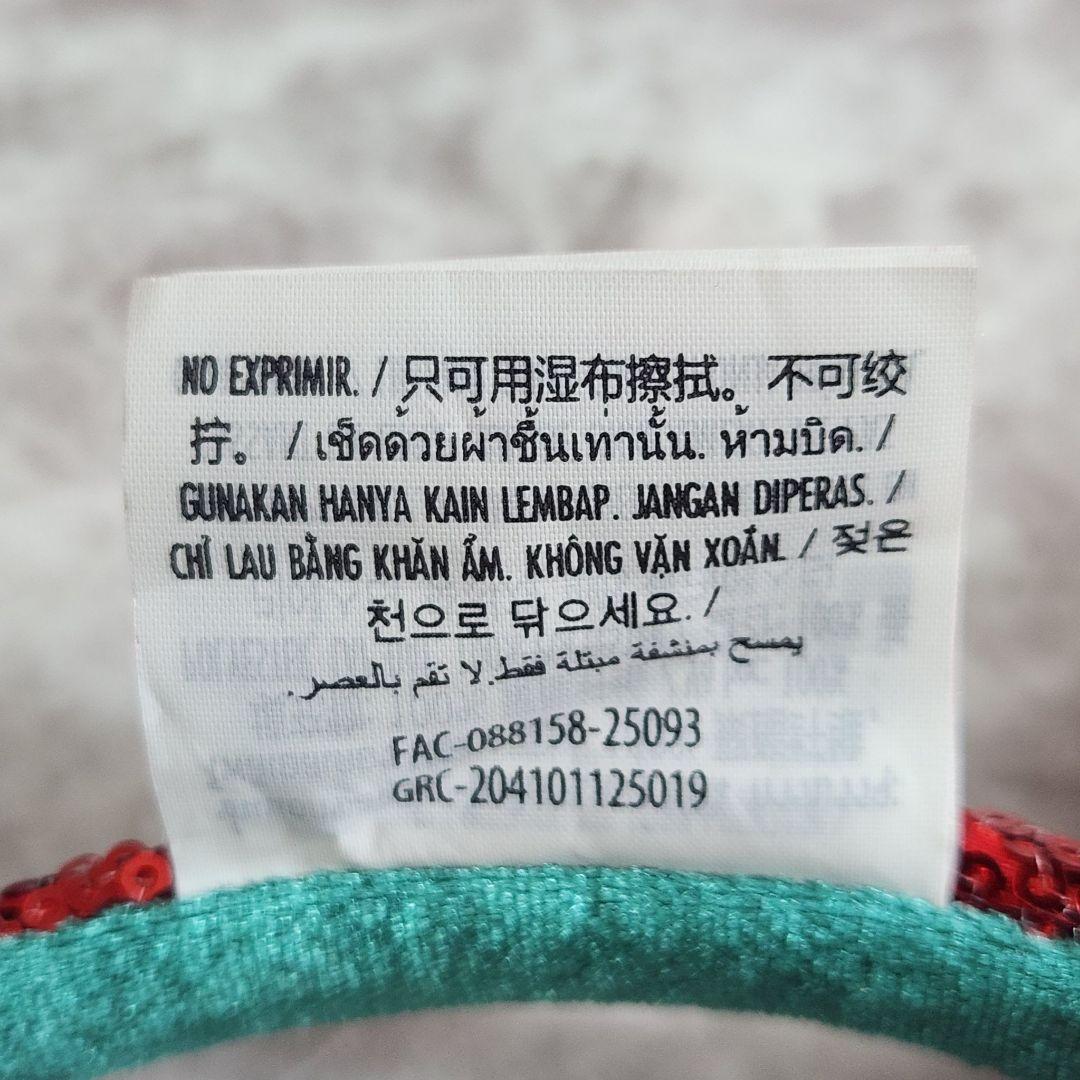 NO EXPRIMIR. / 只可用湿布擦拭。 不可绞
拧。 / เช็ดด้วยผ้าชื้นเท่านั้น. ห้ามบิด. /
GUNAKAN HANYA KAIN LEMBAP. JANGAN DIPERAS. /
CHỈ LAU BẰNG KHĂN ẨM. KHÔNG VẶN XOẮN. / 젖은
천으로 닦으세요. /
يمسح بمنشفة مبتلة فقط. لا تقم بالعصر.
FAC-088158-25093
GRC-204101125019